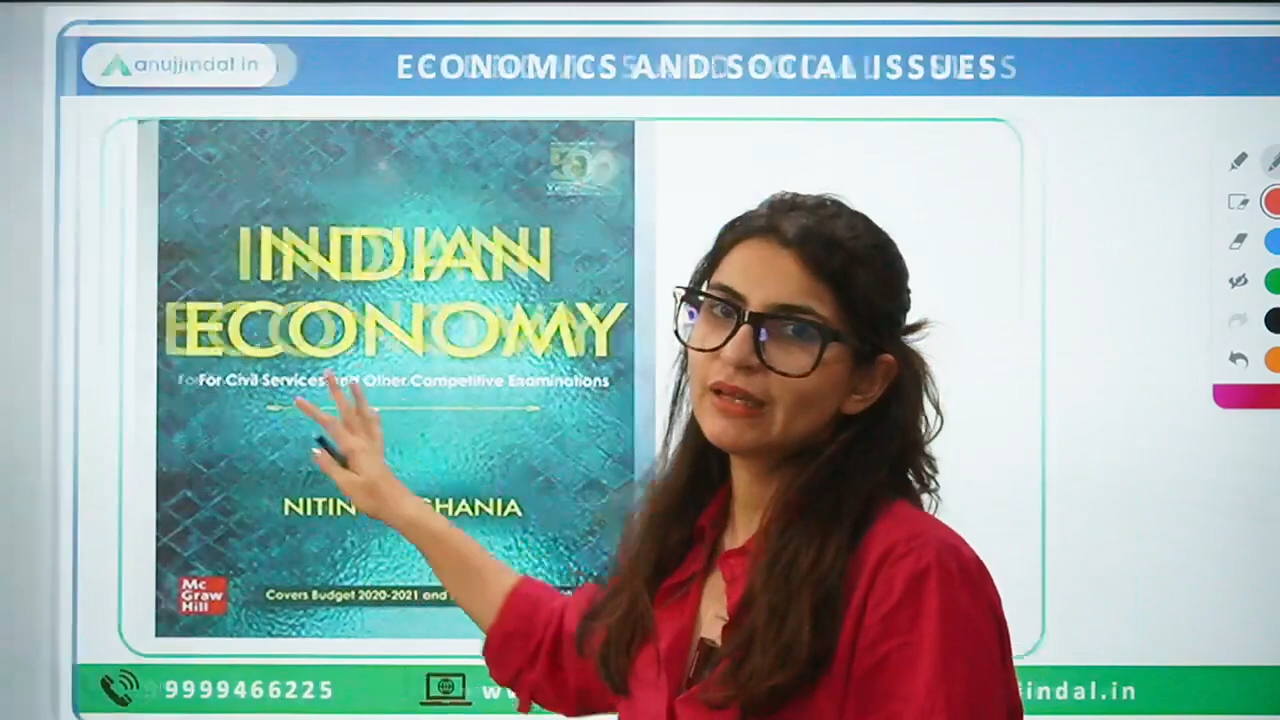 anujjindal.in
ECONOMICS AND SOCIAL ISSUES
INDIAN
ECONOMY
For Civil Services and Other Competitive Examinations
NITIN GHANIA
Mc
Graw
Hill
Covers Budget 2020-2021 and
9999466225
jindal.in